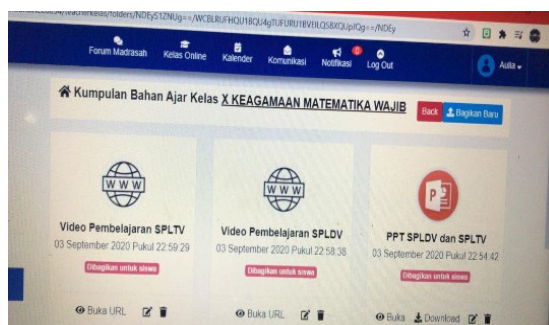 Forum Madrasah
Kelas Online
Kalender
Komunikasi
Notifikasi
Log Out
Aulia
Kumpulan Bahan Ajar Kelas X KEAGAMAAN MATEMATIKA WAJIB
Back
Bagikan Baru
WWW
Video Pembelajaran SPLTV
03 September 2020 Pukul 22:59:29
Dibagikan untuk siswa
Buka URL
WWW
Video Pembelajaran SPLDV
03 September 2020 Pukul 22:58:38
Dibagikan untuk siswa
Buka URL
P
PPT SPLDV dan SPLTV
03 September 2020 Pukul 22:54:42
Dibagikan untuk siswa
Buka
Download